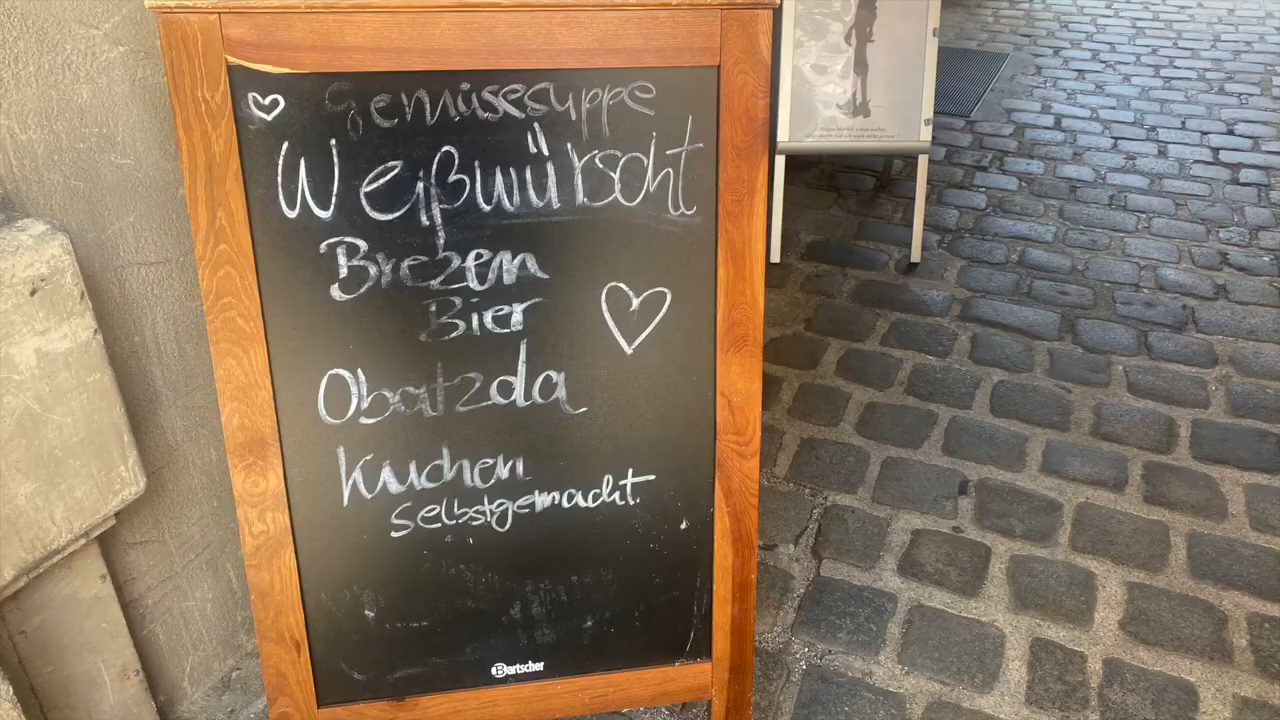 Gemüsesuppe
Weißwürscht
Brezen
Bier
Obatzda
Kuchen
selbstgemacht.
Bartscher